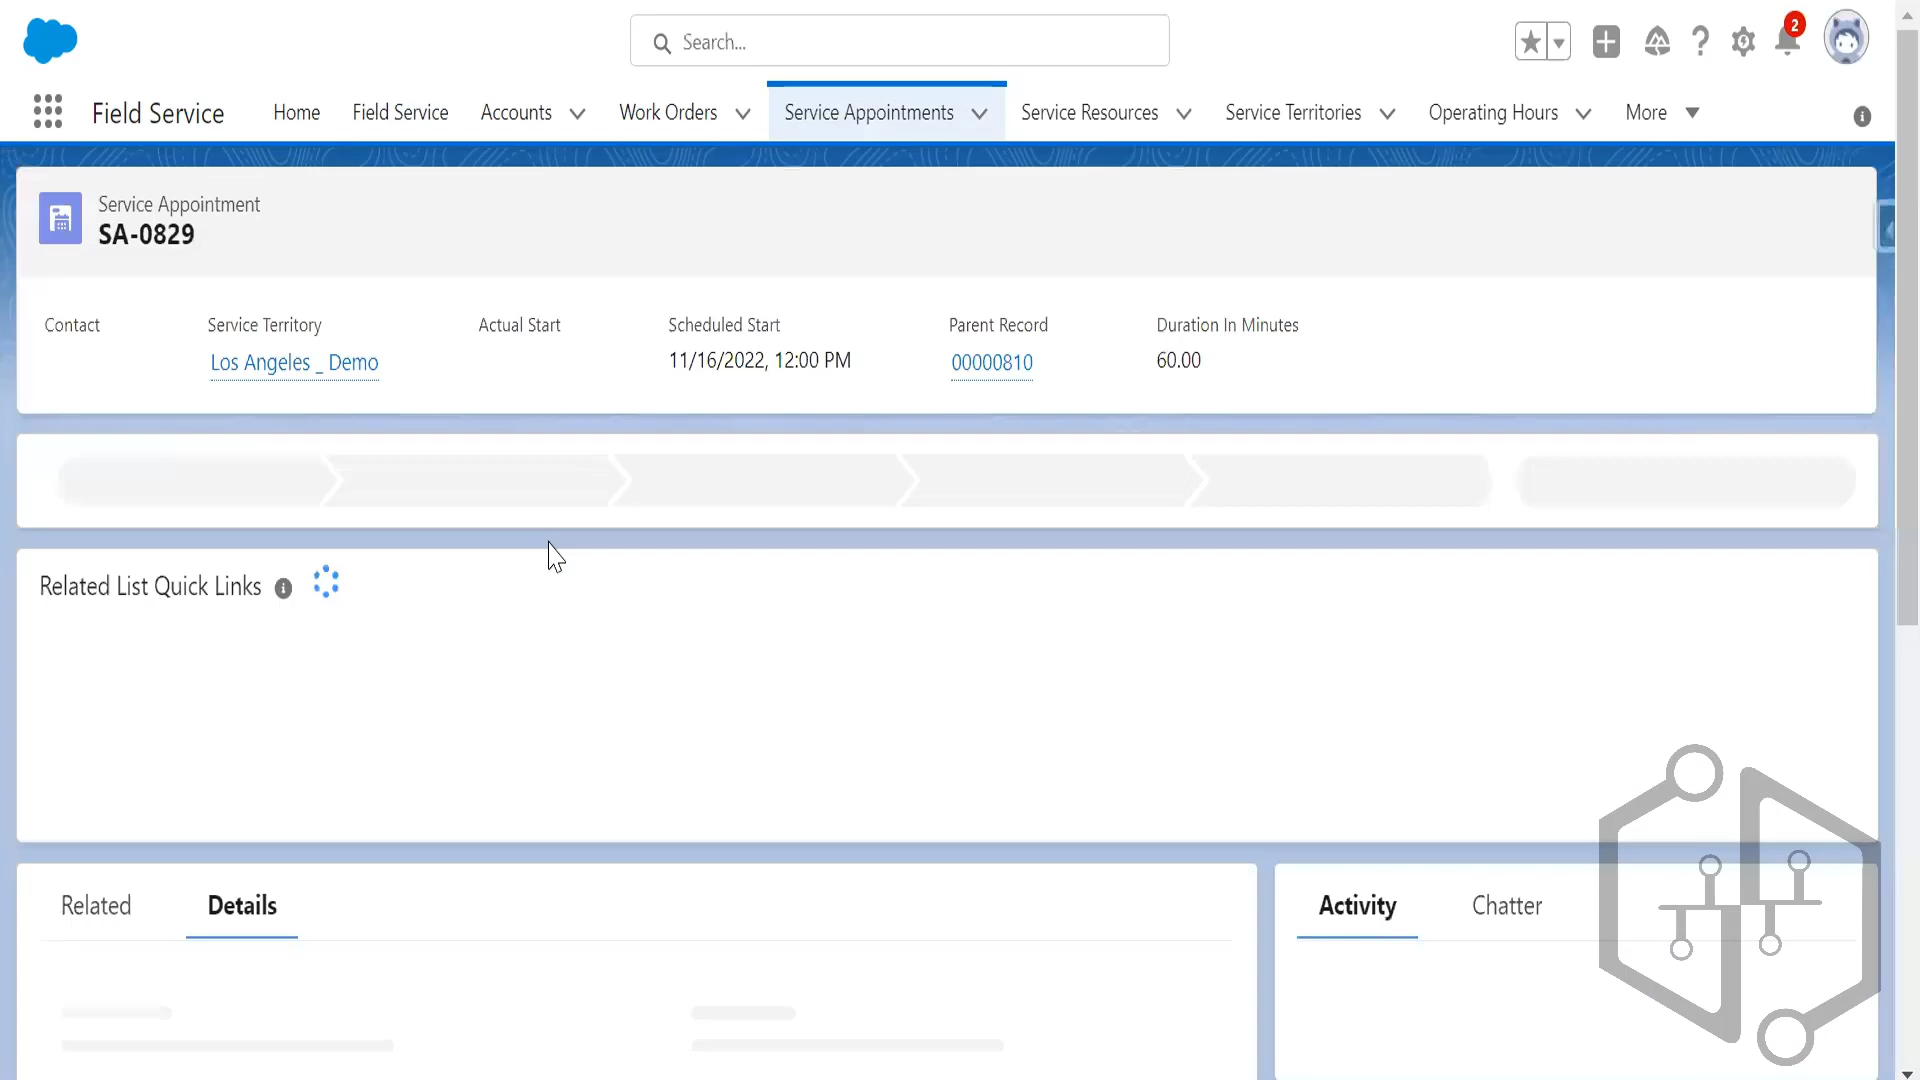 Search...
2
Field Service
Home
Field Service
Accounts
Work Orders
Service Appointments
Service Resources
Service Territories
Operating Hours
More
Service Appointment
SA-0829
Contact
Service Territory
Actual Start
Scheduled Start
Parent Record
Duration In Minutes
Los Angeles _ Demo
11/16/2022, 12:00 PM
00000810
60.00
Related List Quick Links
Related
Details
Activity
Chatter